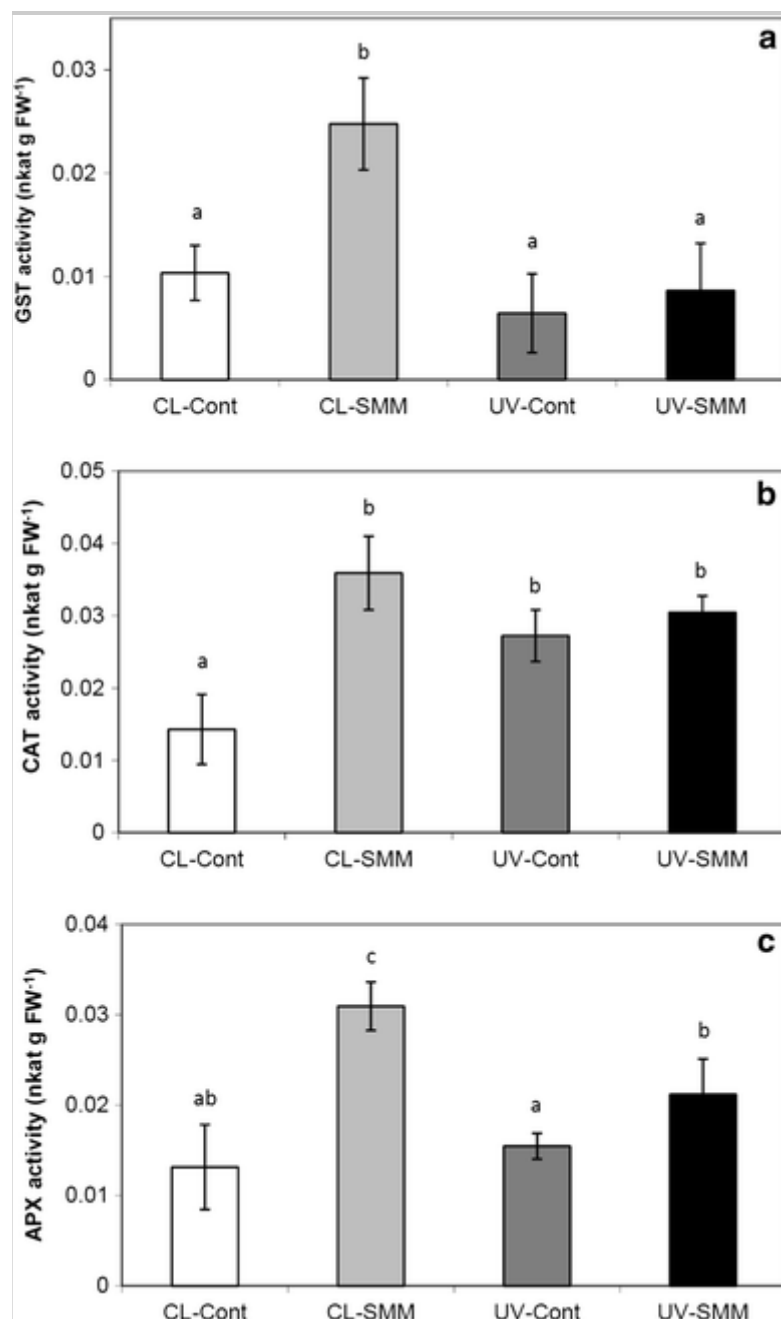 a
GST activity (nkat g FW⁻¹)
0.03
0.02
0.01
0
a
b
a
a
CL-Cont CL-SMM UV-Cont UV-SMM
b
CAT activity (nkat g FW⁻¹)
0.05
0.04
0.03
0.02
0.01
0
a
b
b
b
CL-Cont CL-SMM UV-Cont UV-SMM
c
APX activity (nkat g FW⁻¹)
0.04
0.03
0.02
0.01
0
ab
c
a
b
CL-Cont CL-SMM UV-Cont UV-SMM